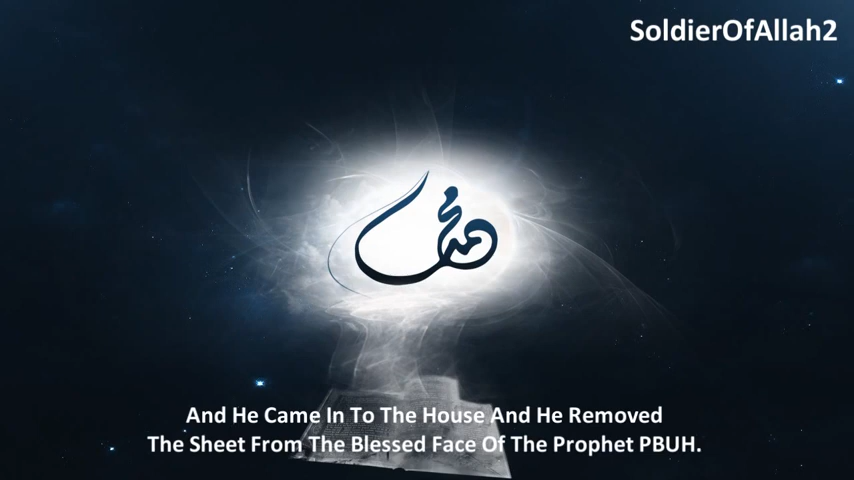 SoldierOfAllah2
محمد
And He Came In To The House And He Removed
The Sheet From The Blessed Face Of The Prophet PBUH.